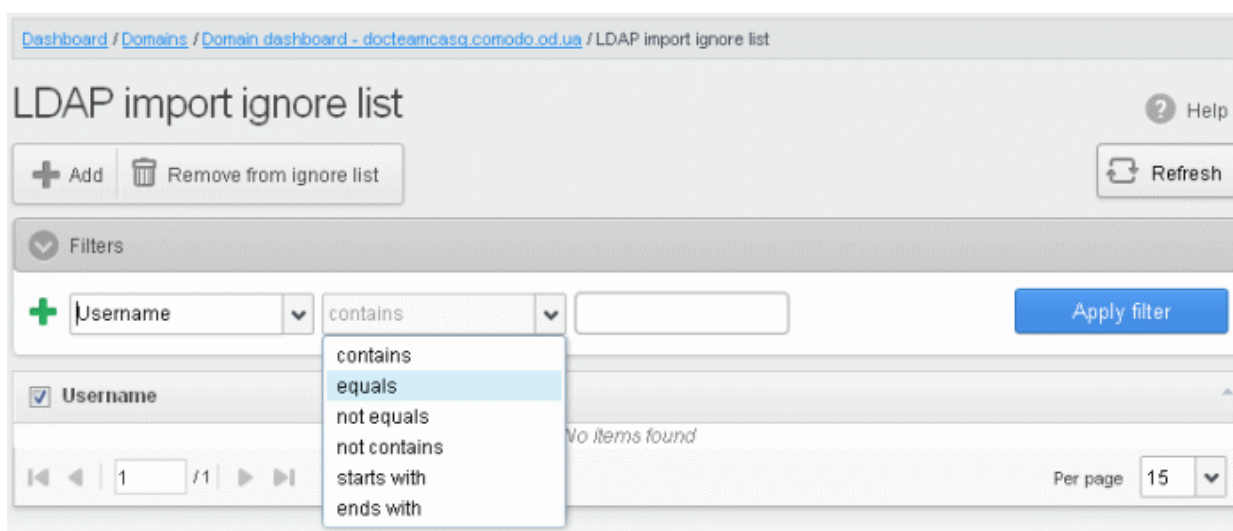 Dashboard / Domains / Domain dashboard - docteamcasg.comodo.od.ua / LDAP import ignore list
LDAP import ignore list
Help
Add
Remove from ignore list
Refresh
Filters
Username
contains
Apply filter
contains
equals
not equals
not contains
starts with
ends with
Username
No items found
1 / 1
Per page 15